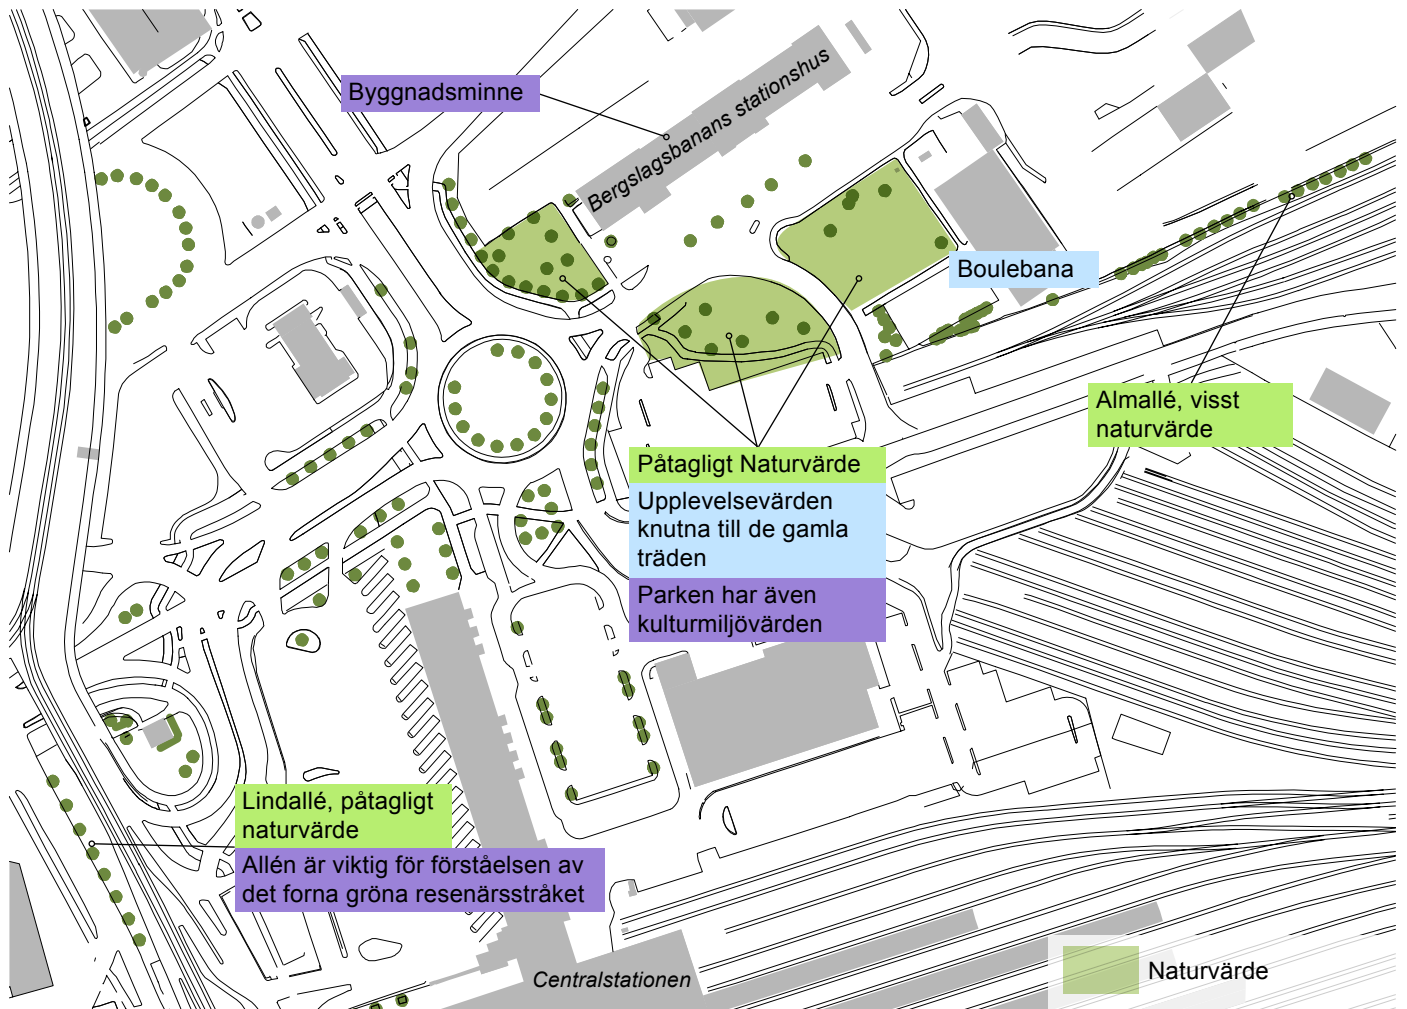 Byggnadsminne
Bergslagsbanans stationshus
Boulebana
Almallé, visst
naturvärde
Påtagligt Naturvärde
Upplevelsevärden
knutna till de gamla
träden
Parken har även
kulturmiljövärden
Lindallé, påtagligt
naturvärde
Allén är viktig för förståelsen av
det forna gröna resenärsstråket
Centralstationen
Naturvärde